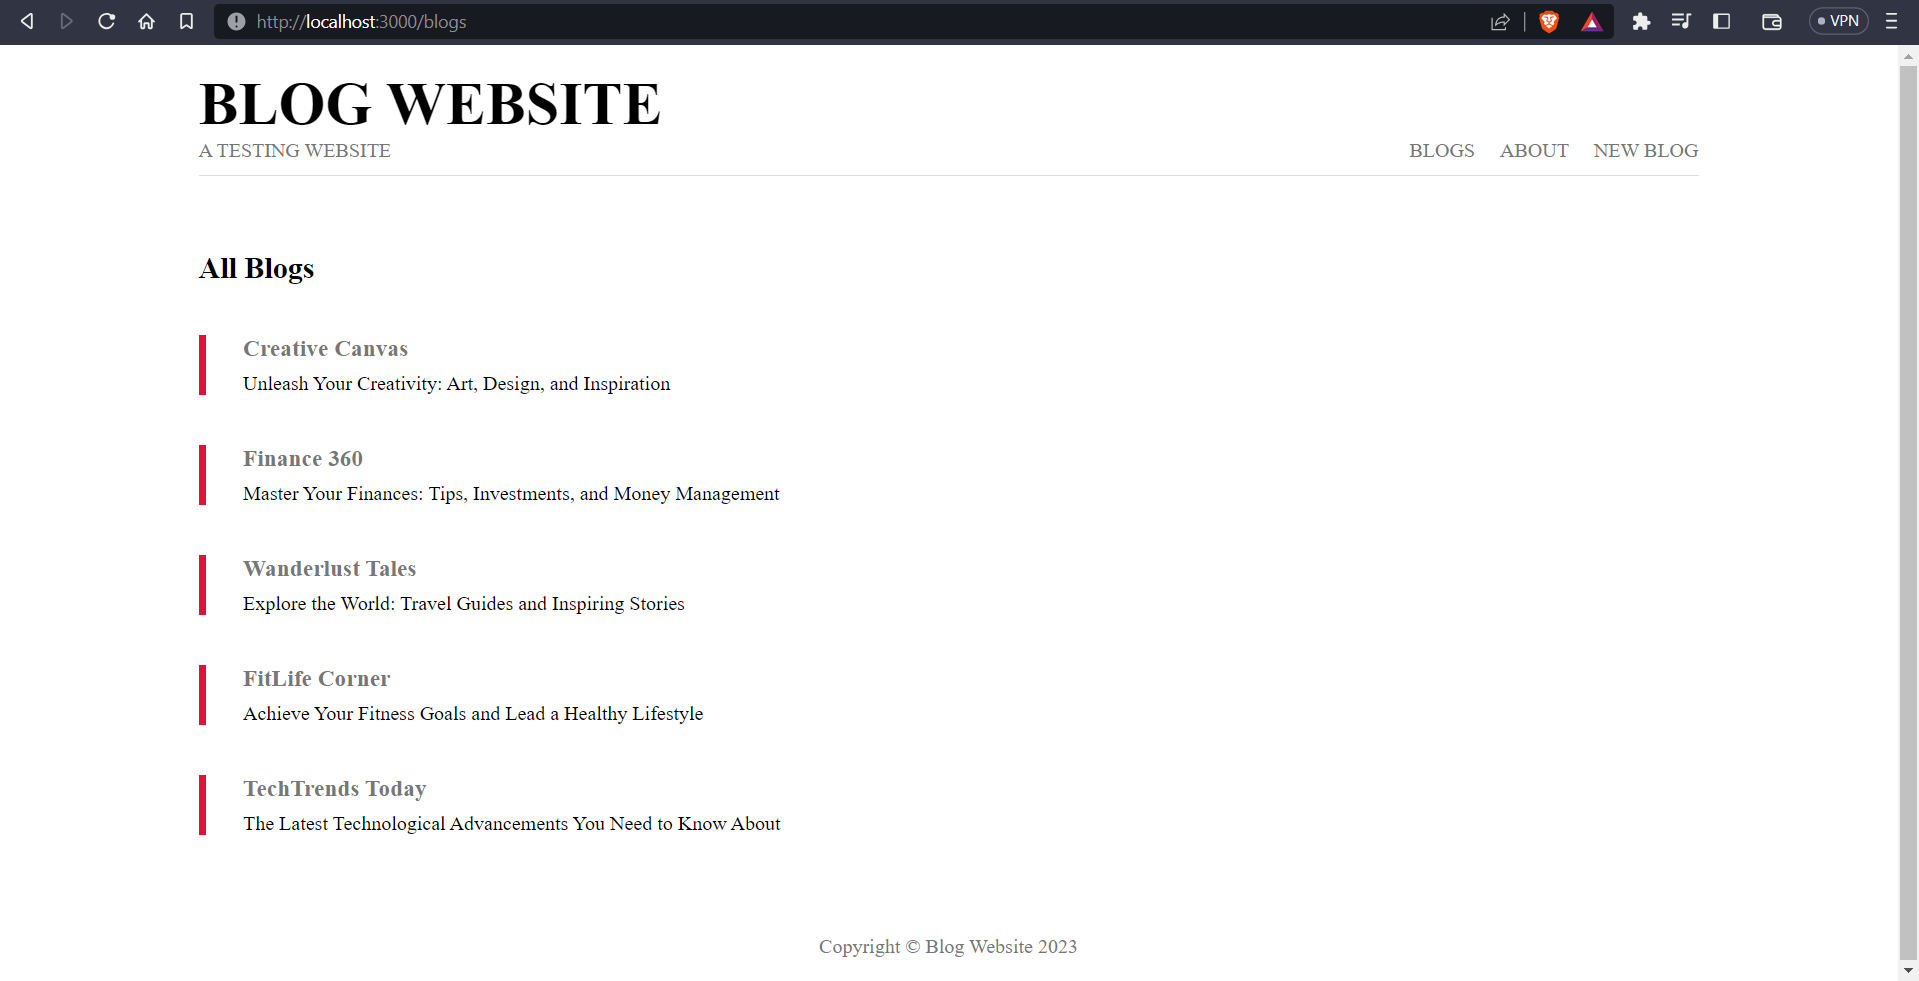 http://localhost:3000/blogs
VPN
BLOG WEBSITE
A TESTING WEBSITE
BLOGS ABOUT NEW BLOG
All Blogs
Creative Canvas
Unleash Your Creativity: Art, Design, and Inspiration
Finance 360
Master Your Finances: Tips, Investments, and Money Management
Wanderlust Tales
Explore the World: Travel Guides and Inspiring Stories
FitLife Corner
Achieve Your Fitness Goals and Lead a Healthy Lifestyle
TechTrends Today
The Latest Technological Advancements You Need to Know About
Copyright © Blog Website 2023